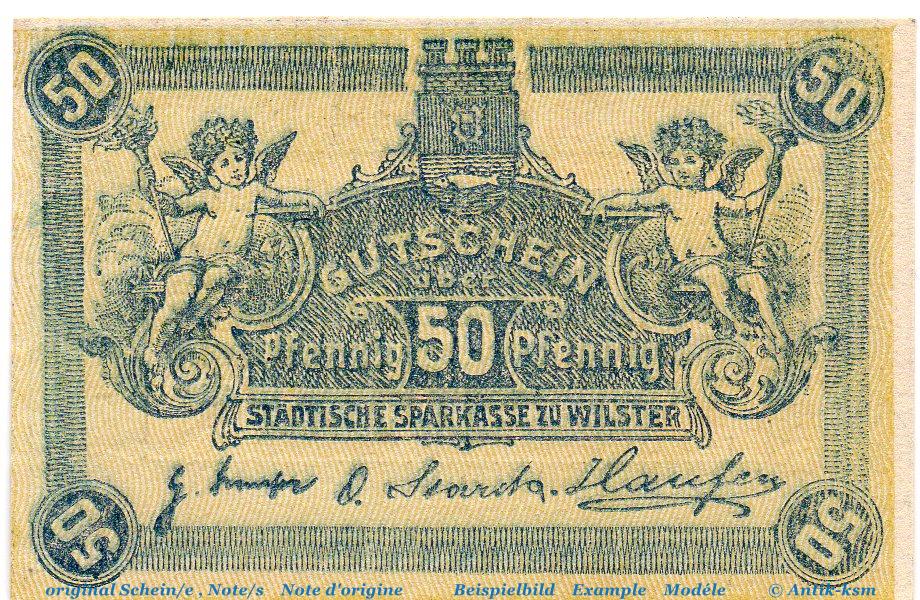 50 50
GUTSCHEIN
über
Pfennig 50 Pfennig
STÄDTISCHE SPARKASSE ZU WILSTER
50 50
original Schein/e , Note/s Note d'origine Beispielbild Example Modéle © Antik-ksm